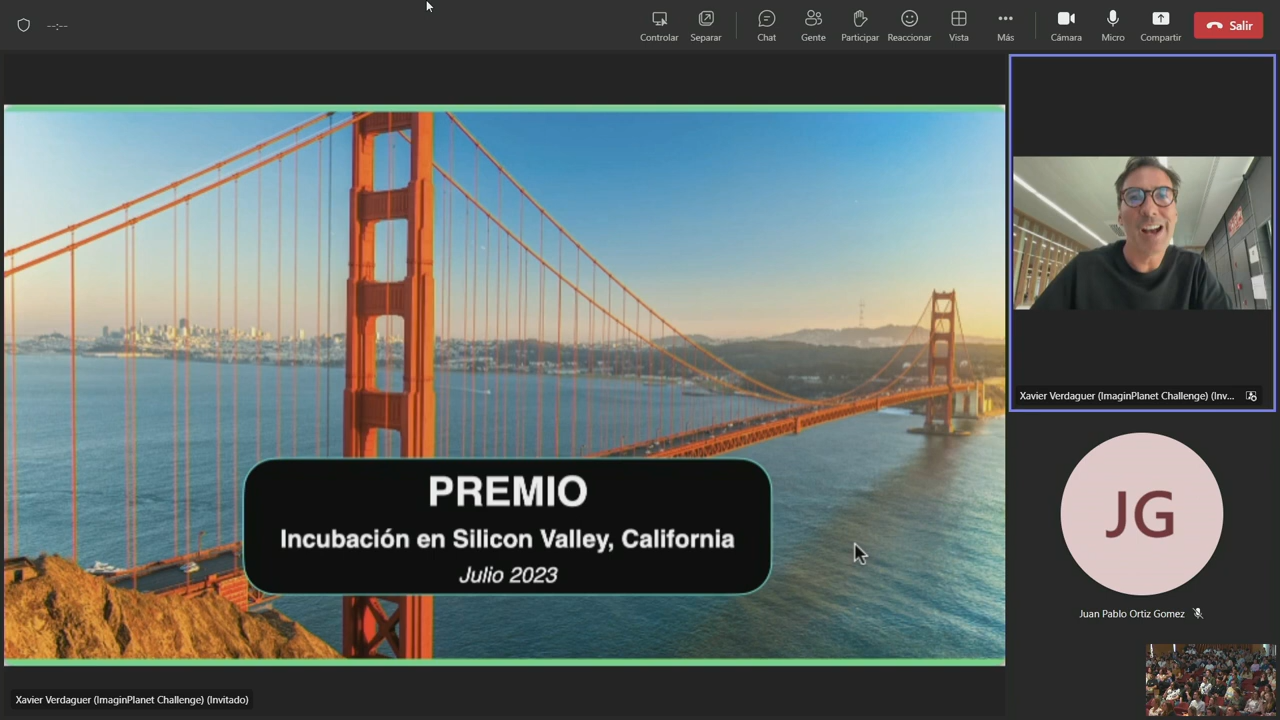 --:--
Controlar
Separar
Chat
Gente
Participar
Reaccionar
Vista
Más
Cámara
Micro
Compartir
Salir
PREMIO
Incubación en Silicon Valley, California
Julio 2023
Xavier Verdaguer (ImaginPlanet Challenge) (Inv...
JG
Juan Pablo Ortiz Gomez
Xavier Verdaguer (ImaginPlanet Challenge) (Invitado)